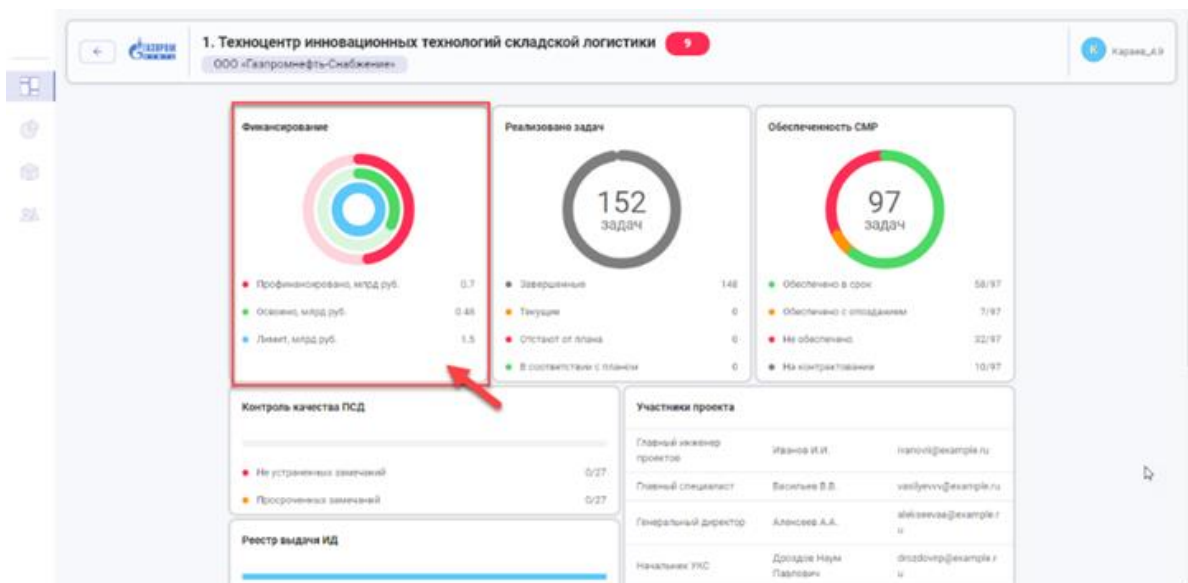 ГАЗПРОМ
СНАБЖЕНИЕ
1. Техноцентр инновационных технологий складской логистики 9
ООО «Газпромнефть-Снабжение»
К Караев_АЭ
Финансирование
Профинансировано, млрд руб. 0.7
Освоено, млрд руб. 0.46
Лимит, млрд руб. 1.5
Реализовано задач
152
задач
Завершенные 148
Текущие 0
Отстают от плана 0
В соответствии с планом 0
Обеспеченность СМР
97
задач
Обеспечено в срок 58/97
Обеспечено с опозданием 7/97
Не обеспечено 32/97
На контрактовании 10/97
Контроль качества ПСД
Не устраненных замечаний 0/27
Просроченных замечаний 0/27
Реестр выдачи ИД
Участники проекта
Главный инженер Иванов И.И. ivanovii@example.ru
проектов
Главный специалист Васильев В.В. vasilyevvv@example.ru
Генеральный директор Алексеев А.А. alekseevaa@example.r
u
Начальник УКС Дроздов Наум drozdovnp@example.r
Павлович u